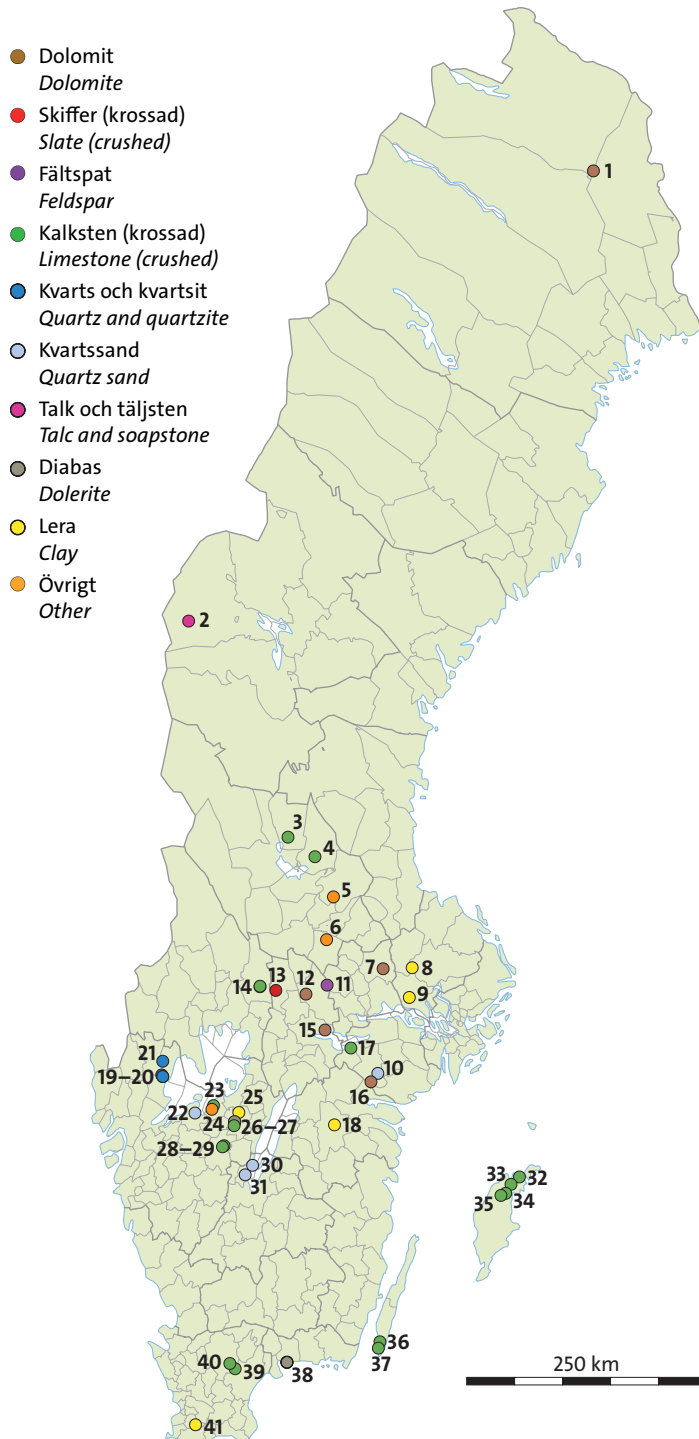 Dolomit
Dolomite
Skiffer (krossad)
Slate (crushed)
Fältspat
Feldspar
Kalksten (krossad)
Limestone (crushed)
Kvarts och kvartsit
Quartz and quartzite
Kvartssand
Quartz sand
Talk och täljsten
Talc and soapstone
Diabas
Dolerite
Lera
Clay
Övrigt
Other
1
2
3
4
5
6
7
8
9
10
11
12
13
14
15
16
17
18
19–20
21
22
23
24
25
26–27
28–29
30
31
32
33
34
35
36
37
38
39
40
41
250 km